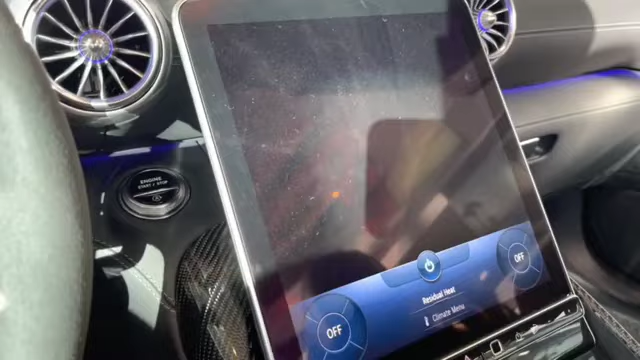 ENGINE
START / STOP
OFF
Residual Heat
Climate Menu
OFF